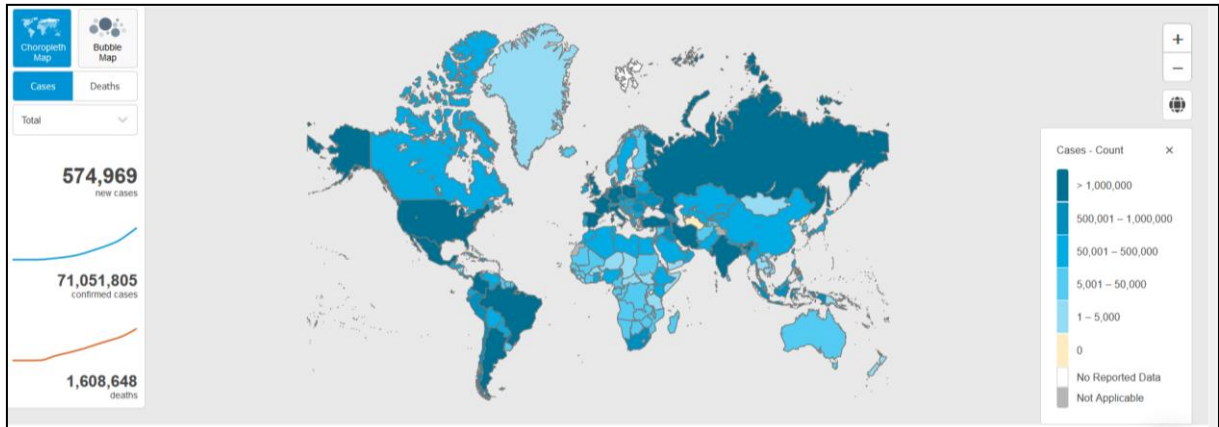 Choropleth
Map
Bubble
Map
Cases
Deaths
Total
574,969
new cases
71,051,805
confirmed cases
1,608,648
deaths
+
−
Cases - Count ×
> 1,000,000
500,001 – 1,000,000
50,001 – 500,000
5,001 – 50,000
1 – 5,000
0
No Reported Data
Not Applicable